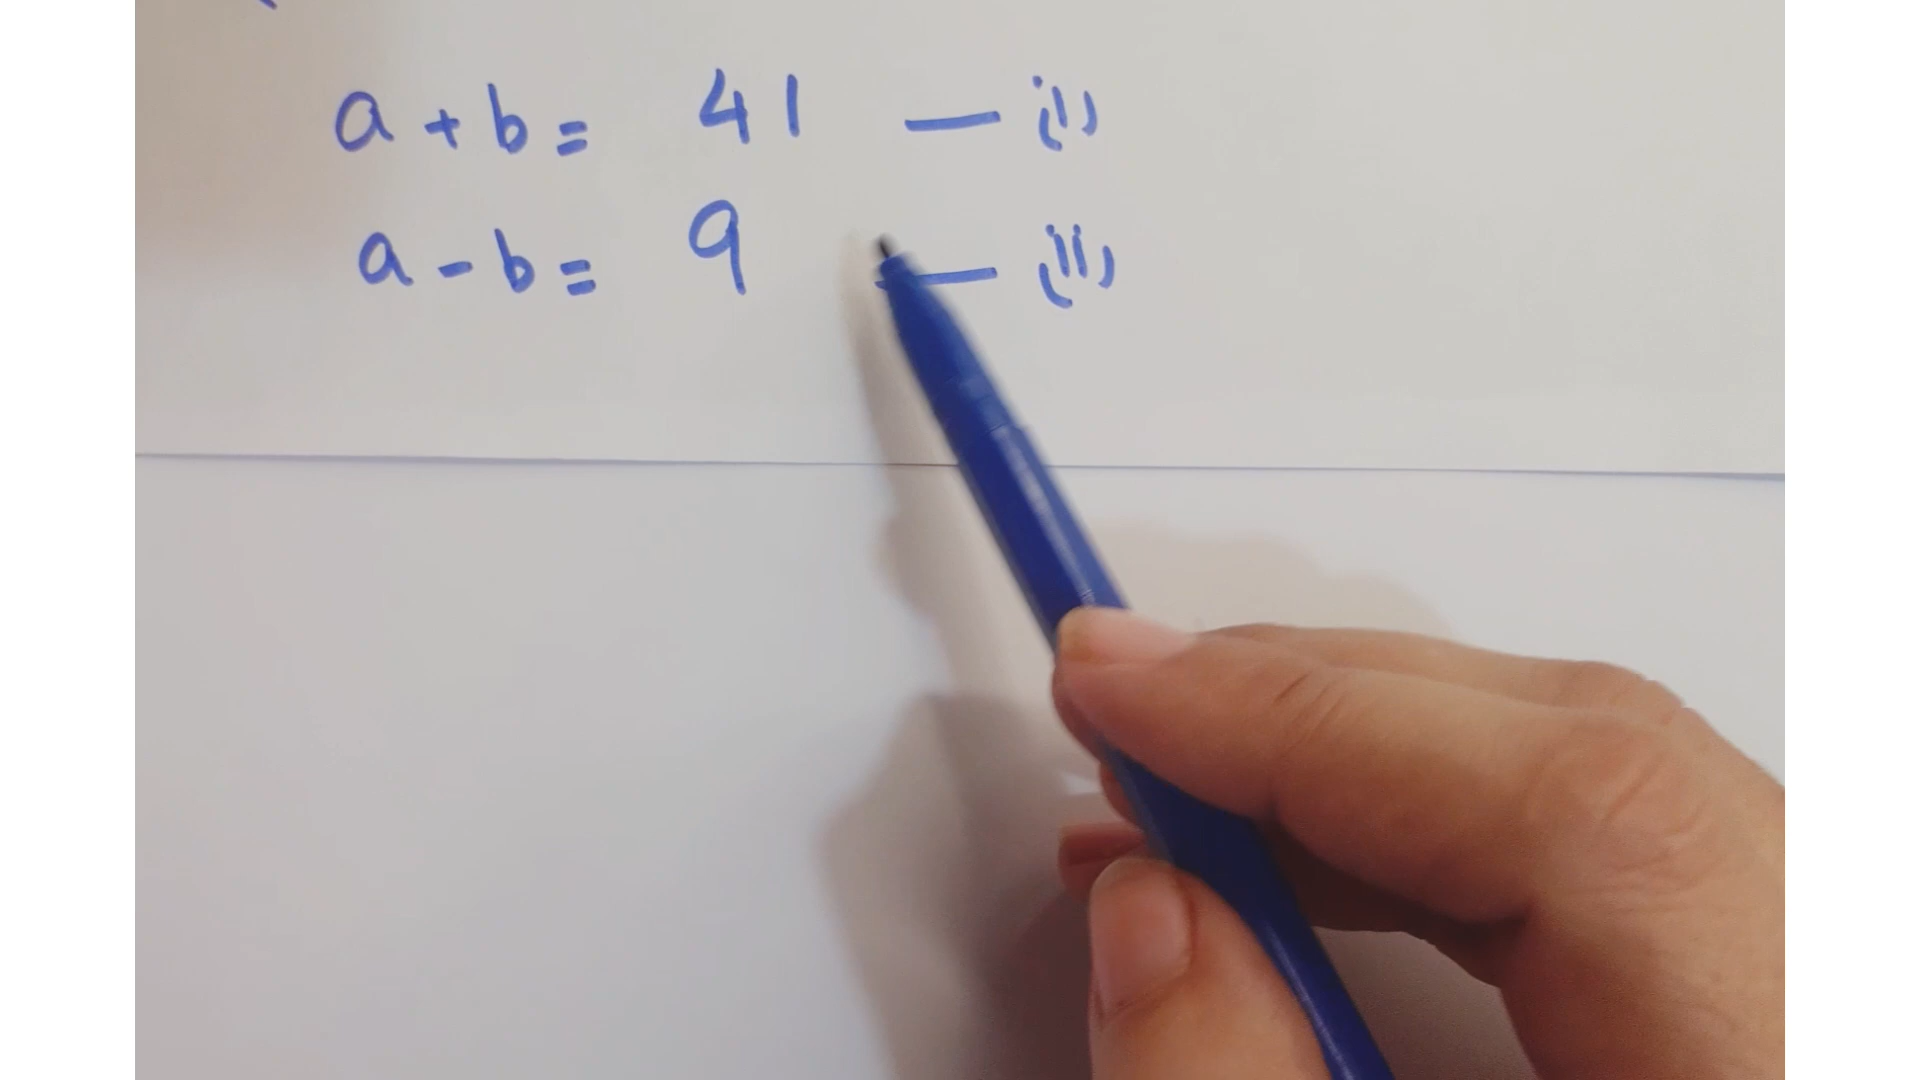 a + b = 41 — (i)
a - b = 9 — (ii)